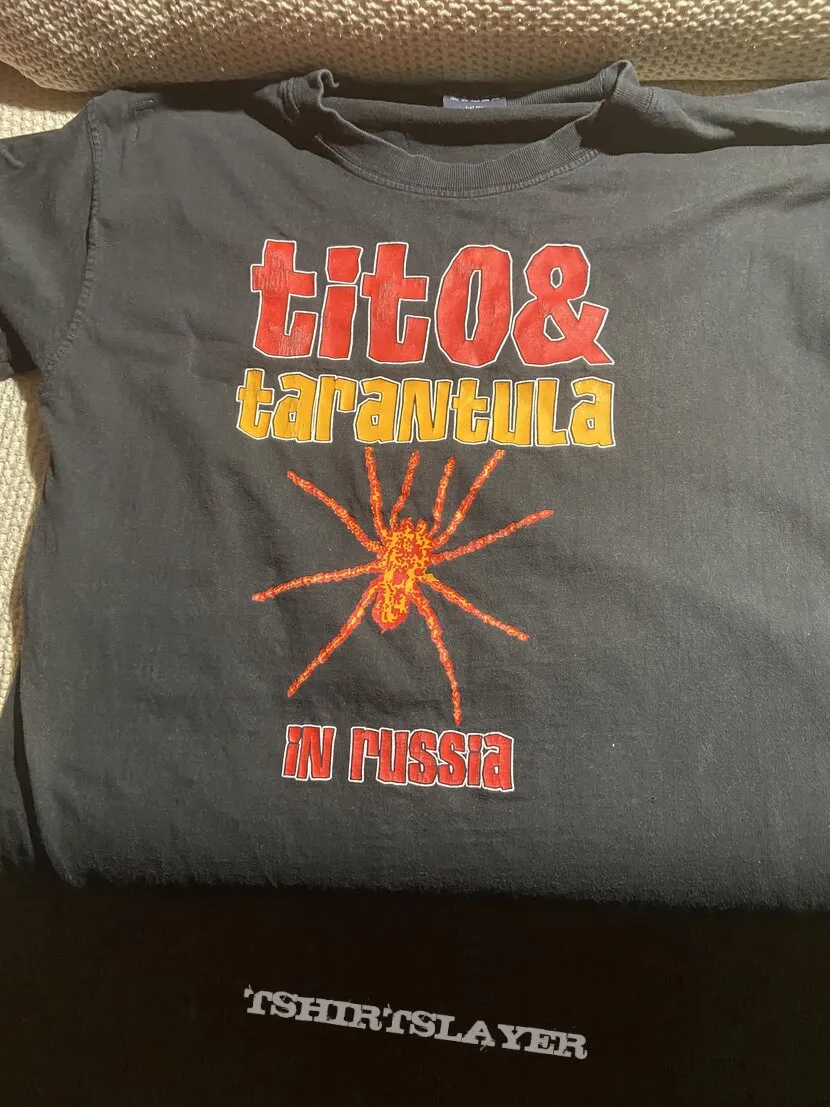 tito&
tarantula
in russia
TSHIRTSLAYER